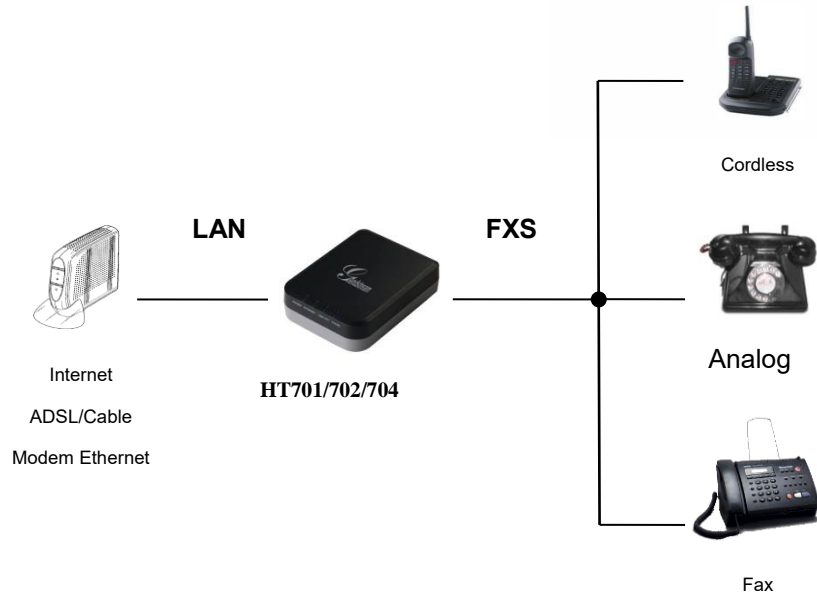 Cordless
LAN
FXS
Analog
Internet
ADSL/Cable
Modem Ethernet
HT701/702/704
Fax